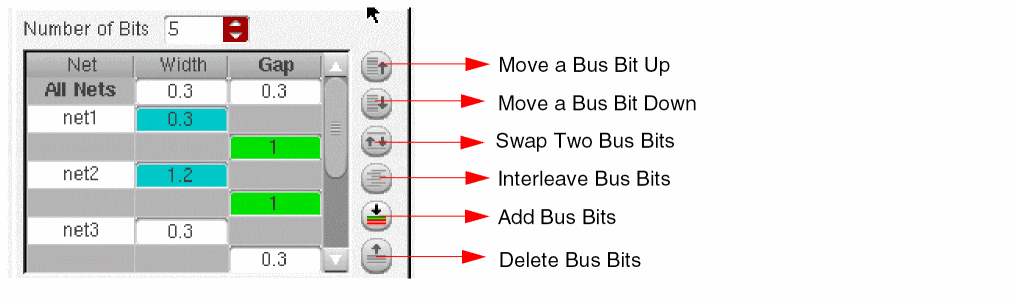 Number of Bits 5
Net Width Gap
All Nets 0.3 0.3
net1 0.3
1
net2 1.2
1
net3 0.3
0.3
Move a Bus Bit Up
Move a Bus Bit Down
Swap Two Bus Bits
Interleave Bus Bits
Add Bus Bits
Delete Bus Bits